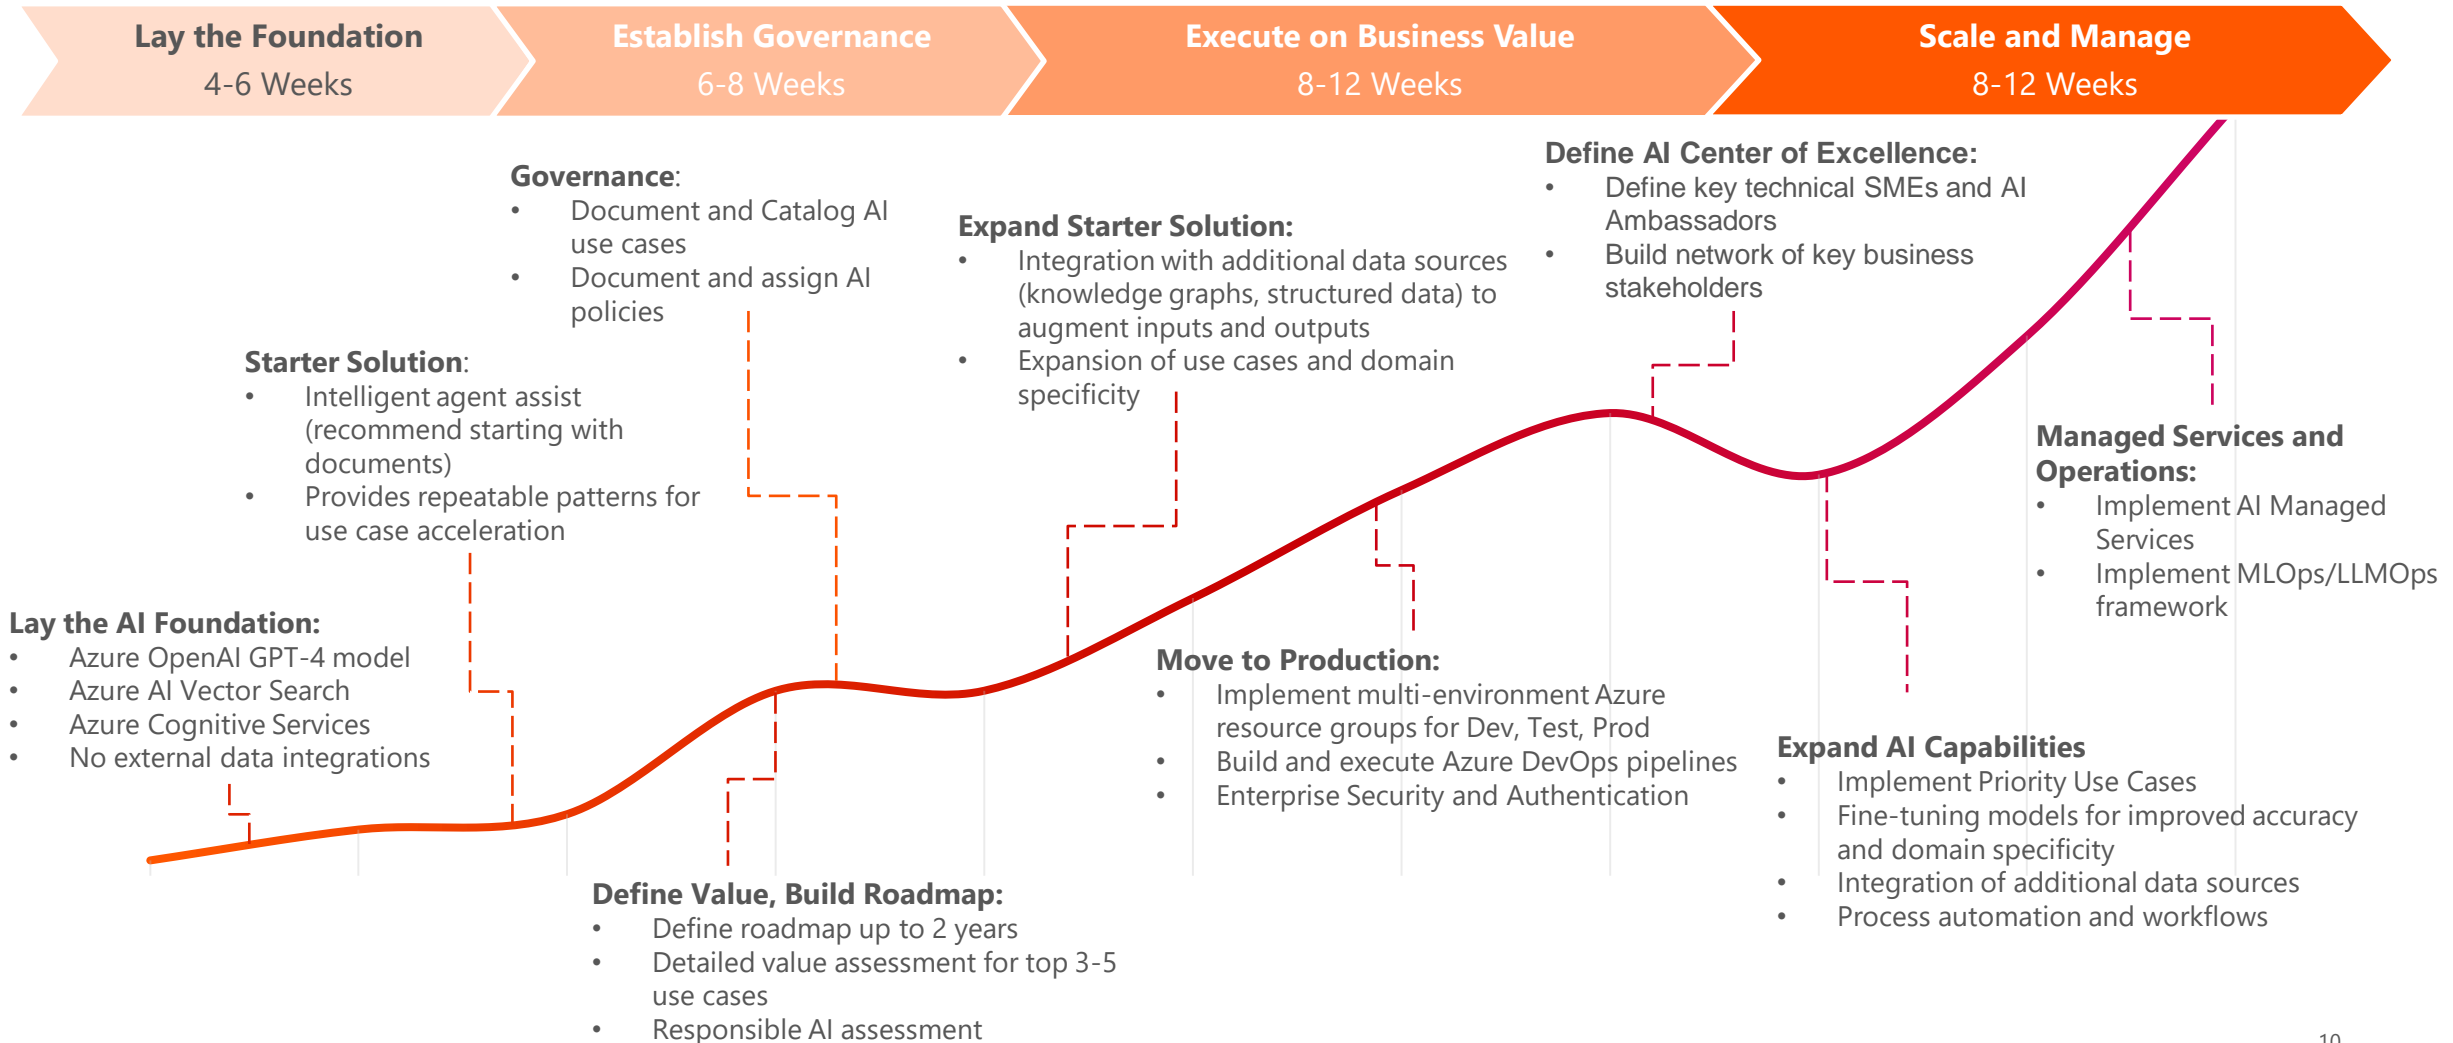 Lay the Foundation
4-6 Weeks
Establish Governance
6-8 Weeks
Execute on Business Value
8-12 Weeks
Scale and Manage
8-12 Weeks
Lay the AI Foundation:
• Azure OpenAI GPT-4 model
• Azure AI Vector Search
• Azure Cognitive Services
• No external data integrations
Starter Solution:
• Intelligent agent assist
(recommend starting with
documents)
• Provides repeatable patterns for
use case acceleration
Governance:
• Document and Catalog AI
use cases
• Document and assign AI
policies
Define Value, Build Roadmap:
• Define roadmap up to 2 years
• Detailed value assessment for top 3-5
use cases
• Responsible AI assessment
Expand Starter Solution:
• Integration with additional data sources
(knowledge graphs, structured data) to
augment inputs and outputs
• Expansion of use cases and domain
specificity
Move to Production:
• Implement multi-environment Azure
resource groups for Dev, Test, Prod
• Build and execute Azure DevOps pipelines
• Enterprise Security and Authentication
Define AI Center of Excellence:
• Define key technical SMEs and AI
Ambassadors
• Build network of key business
stakeholders
Expand AI Capabilities
• Implement Priority Use Cases
• Fine-tuning models for improved accuracy
and domain specificity
• Integration of additional data sources
• Process automation and workflows
Managed Services and
Operations:
• Implement AI Managed
Services
• Implement MLOps/LLMOps
framework
10